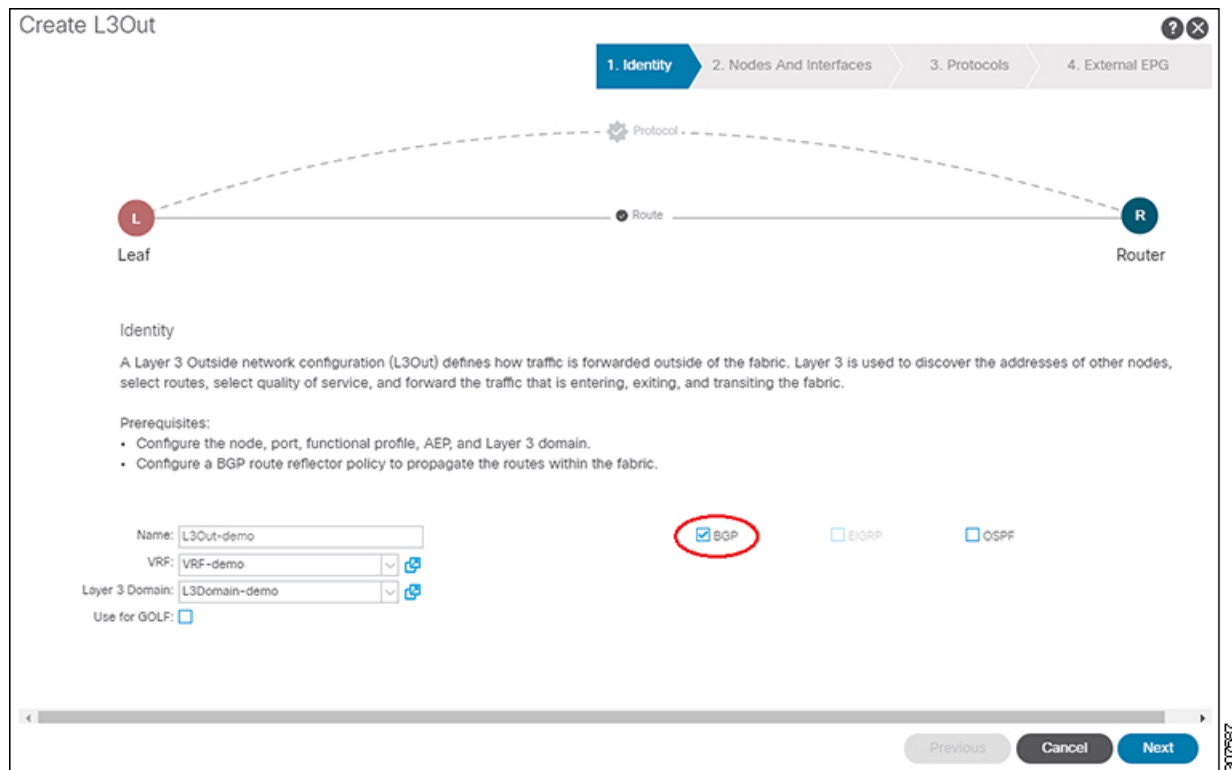 Create L3Out
1. Identity
2. Nodes And Interfaces
3. Protocols
4. External EPG
Protocol
L
Route
R
Leaf
Router
Identity
A Layer 3 Outside network configuration (L3Out) defines how traffic is forwarded outside of the fabric. Layer 3 is used to discover the addresses of other nodes,
select routes, select quality of service, and forward the traffic that is entering, exiting, and transiting the fabric.
Prerequisites:
• Configure the node, port, functional profile, AEP, and Layer 3 domain.
• Configure a BGP route reflector policy to propagate the routes within the fabric.
Name: L3Out-demo
BGP
EIGRP
OSPF
VRF: VRF-demo
Layer 3 Domain: L3Domain-demo
Use for GOLF:
Previous
Cancel
Next